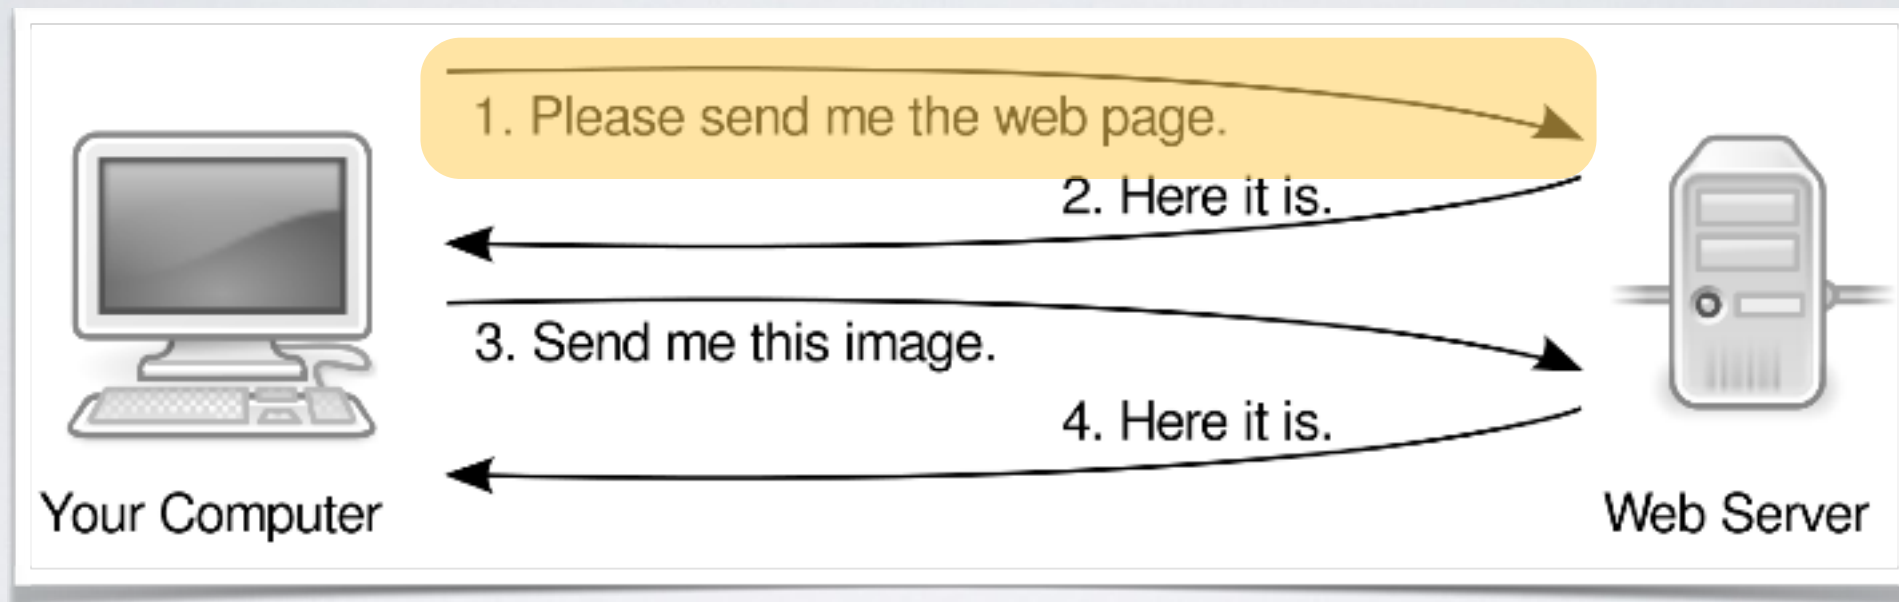 1. Please send me the web page.
2. Here it is.
3. Send me this image.
4. Here it is.
Your Computer
Web Server